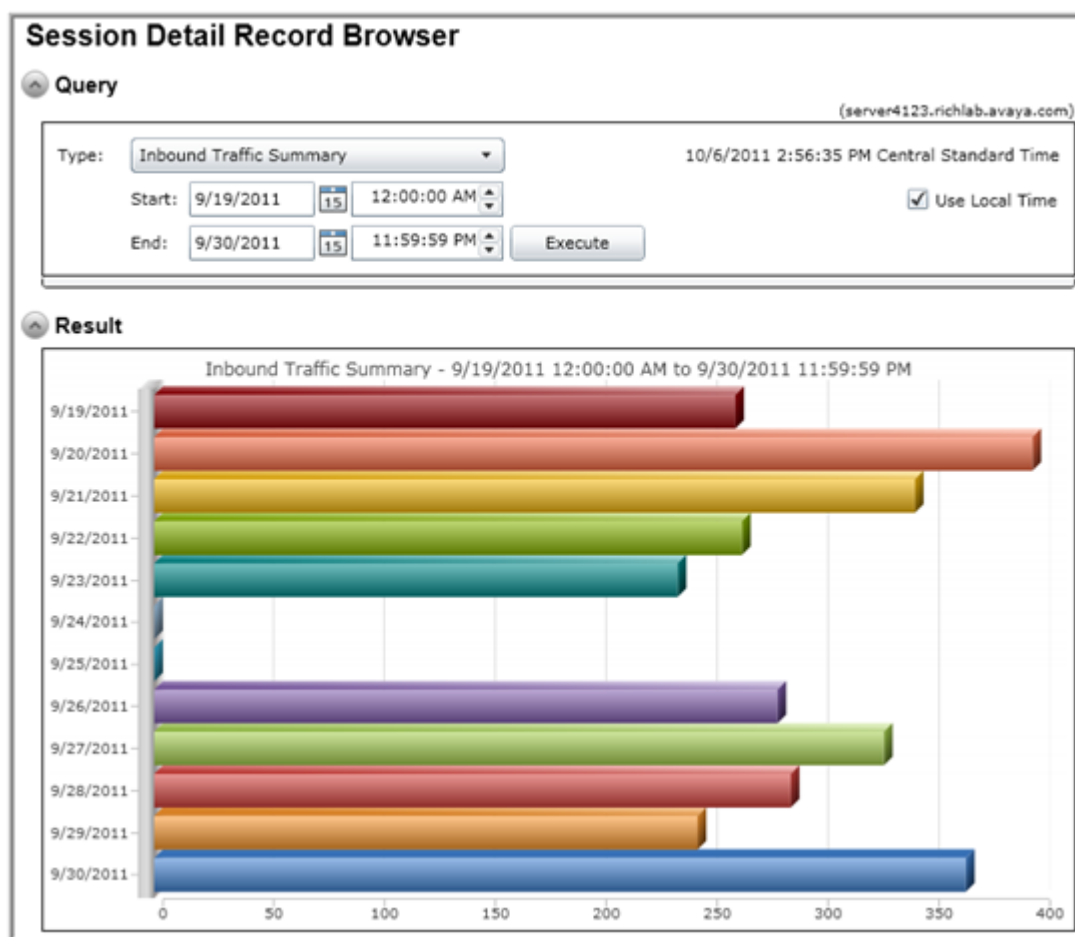 Session Detail Record Browser
Query
(server4123.richlab.avaya.com)
Type: Inbound Traffic Summary 10/6/2011 2:56:35 PM Central Standard Time
Start: 9/19/2011 15 12:00:00 AM Use Local Time
End: 9/30/2011 15 11:59:59 PM Execute
Result
Inbound Traffic Summary - 9/19/2011 12:00:00 AM to 9/30/2011 11:59:59 PM
9/19/2011
9/20/2011
9/21/2011
9/22/2011
9/23/2011
9/24/2011
9/25/2011
9/26/2011
9/27/2011
9/28/2011
9/29/2011
9/30/2011
0 50 100 150 200 250 300 350 400